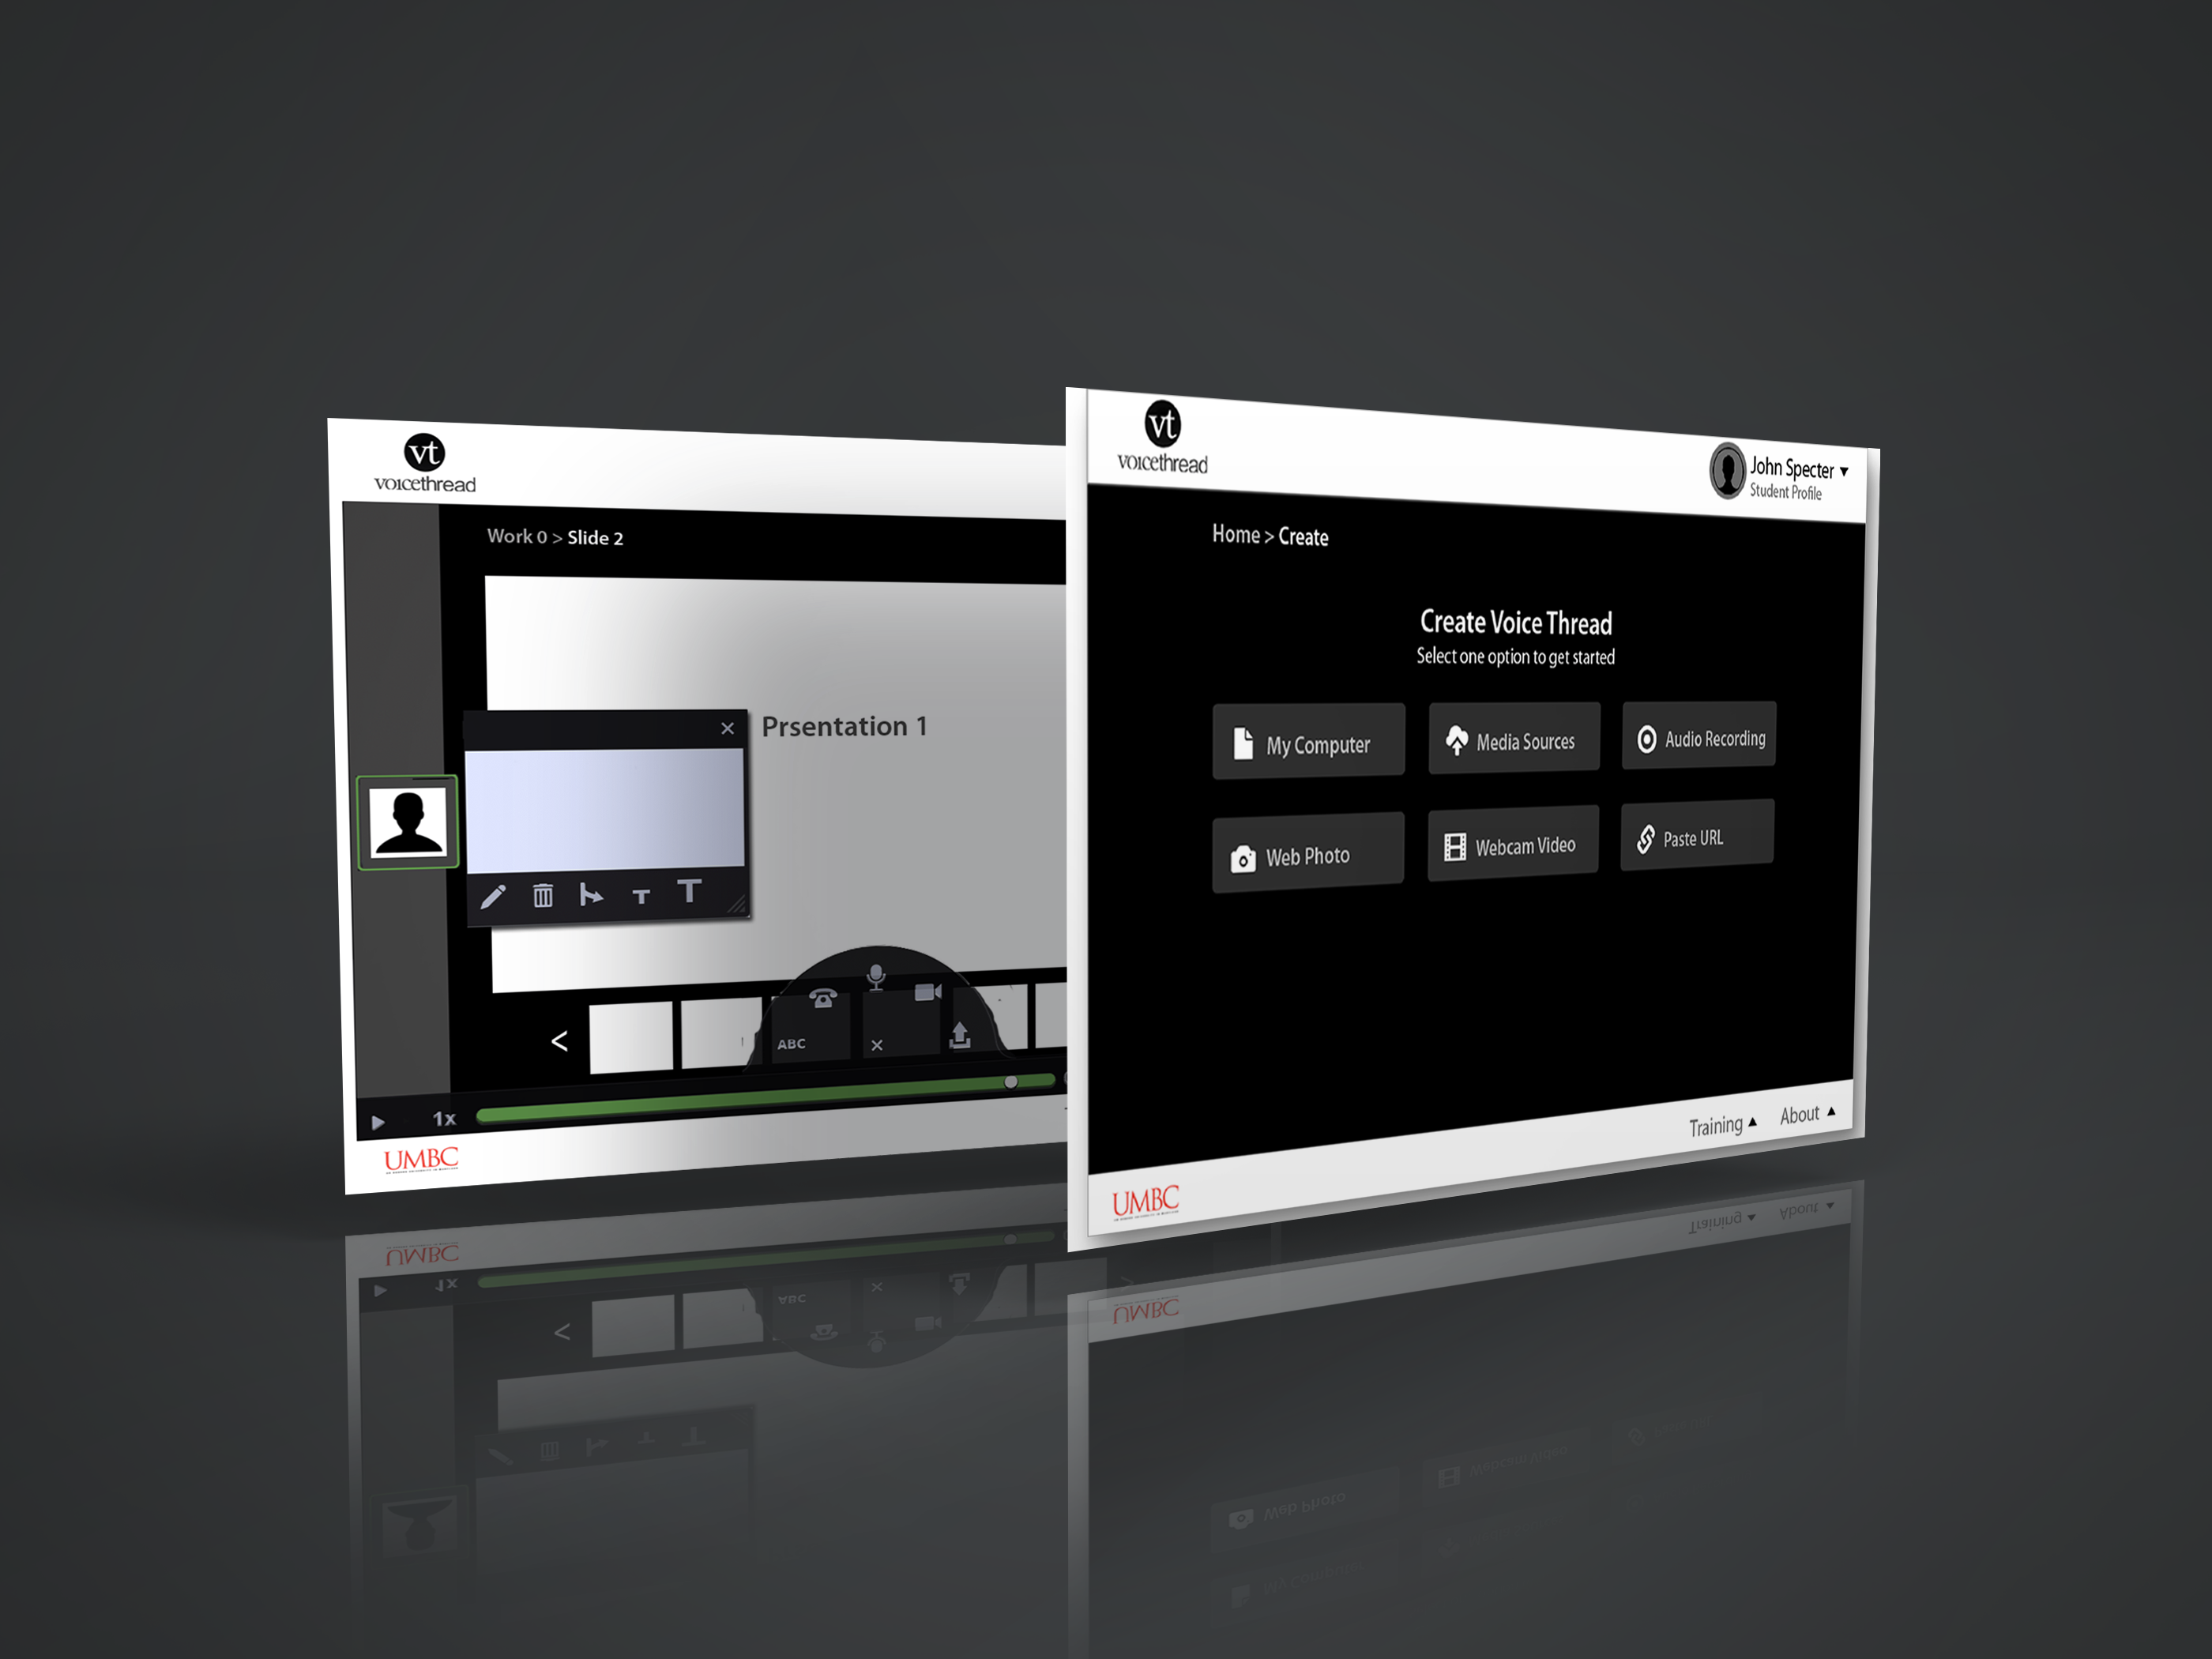 vt
voicethread
Work 0 > Slide 2
Prsentation 1
ABC
1x
UMBC
vt
voicethread
John Specter
Student Profile
Home > Create
Create Voice Thread
Select one option to get started
My Computer
Media Sources
Audio Recording
Web Photo
Webcam Video
Paste URL
Training
About
UMBC